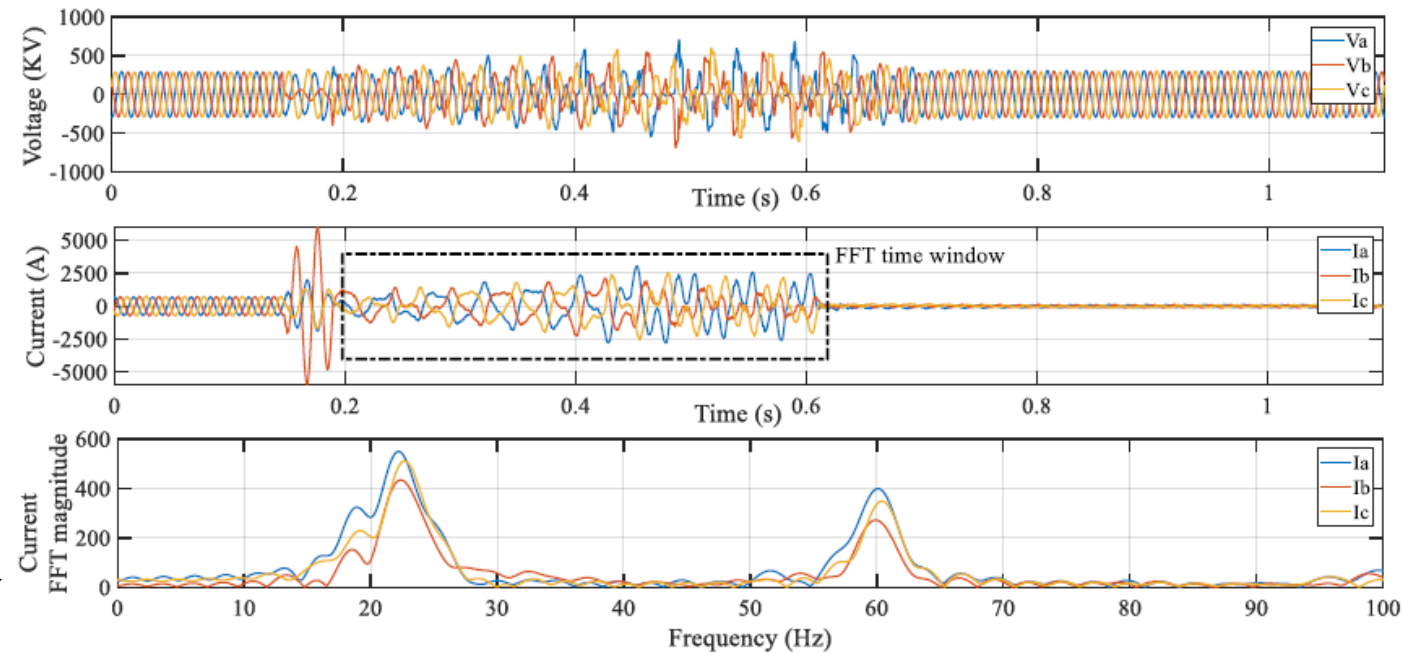 1000
500
0
-500
-1000
Voltage (KV)
Va
Vb
Vc
0
0.2
0.4
0.6
0.8
1
Time (s)
5000
2500
0
-2500
-5000
Current (A)
FFT time window
Ia
Ib
Ic
0
0.2
0.4
0.6
0.8
1
Time (s)
600
400
200
0
Current
FFT magnitude
Ia
Ib
Ic
0
10
20
30
40
50
60
70
80
90
100
Frequency (Hz)